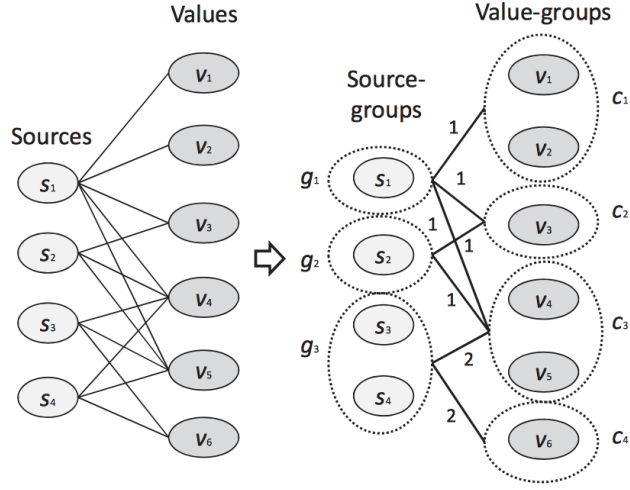 Values
Sources
S1
S2
S3
S4
V1
V2
V3
V4
V5
V6
Value-groups
Source-
groups
g1
g2
g3
S1
S2
S3
S4
1
1
1
1
1
2
2
V1
V2
V3
V4
V5
V6
C1
C2
C3
C4